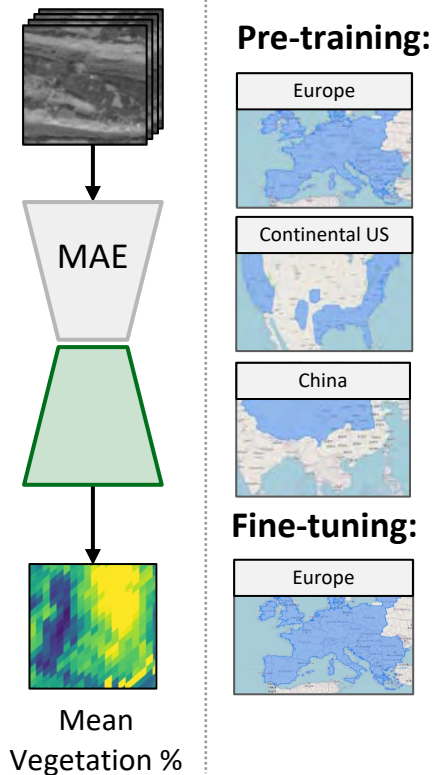 MAE
Mean
Vegetation %
Pre-training:
Europe
Continental US
China
Fine-tuning:
Europe